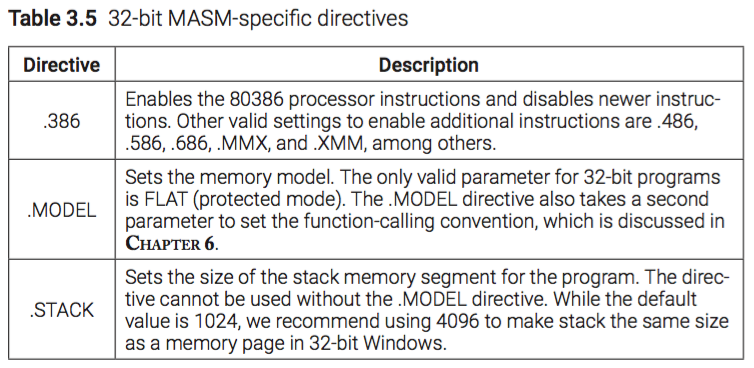 Table 3.5 32-bit MASM-specific directives
Directive
Description
.386
Enables the 80386 processor instructions and disables newer instruc-
tions. Other valid settings to enable additional instructions are .486,
.586, .686, .MMX, and .XMM, among others.
.MODEL
Sets the memory model. The only valid parameter for 32-bit programs
is FLAT (protected mode). The .MODEL directive also takes a second
parameter to set the function-calling convention, which is discussed in
CHAPTER 6.
.STACK
Sets the size of the stack memory segment for the program. The direc-
tive cannot be used without the .MODEL directive. While the default
value is 1024, we recommend using 4096 to make stack the same size
as a memory page in 32-bit Windows.